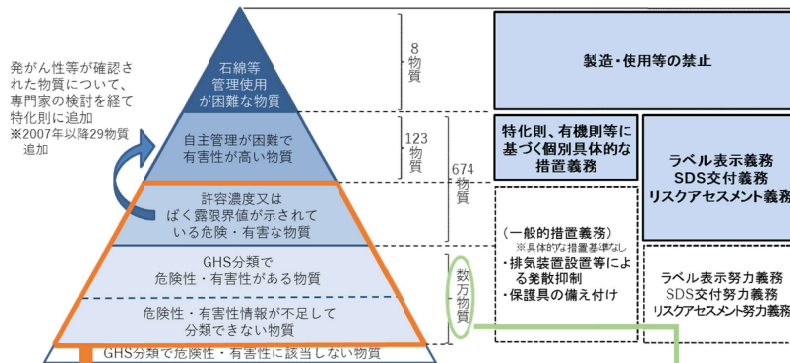 発がん性等が確認され
た物質について、
専門家の検討を経て
特化則に追加
※2007年以降29物質
追加
石綿等
管理使用
が困難な物質
自主管理が困難で
有害性が高い物質
許容濃度又は
ばく露限界値が示されて
いる危険・有害な物質
GHS分類で
危険性・有害性がある物質
危険性・有害性情報が不足して
分類できない物質
GHS分類で危険性・有害性に該当しない物質
8物質
123物質
674物質
数万物質
製造・使用等の禁止
特化則、有機則等に
基づく個別具体的な
措置義務
ラベル表示義務
SDS交付義務
リスクアセスメント義務
(一般的措置義務)
※具体的な措置基準なし
・排気装置設置等によ
る発散抑制
・保護具の備え付け
ラベル表示努力義務
SDS交付努力義務
リスクアセスメント努力義務